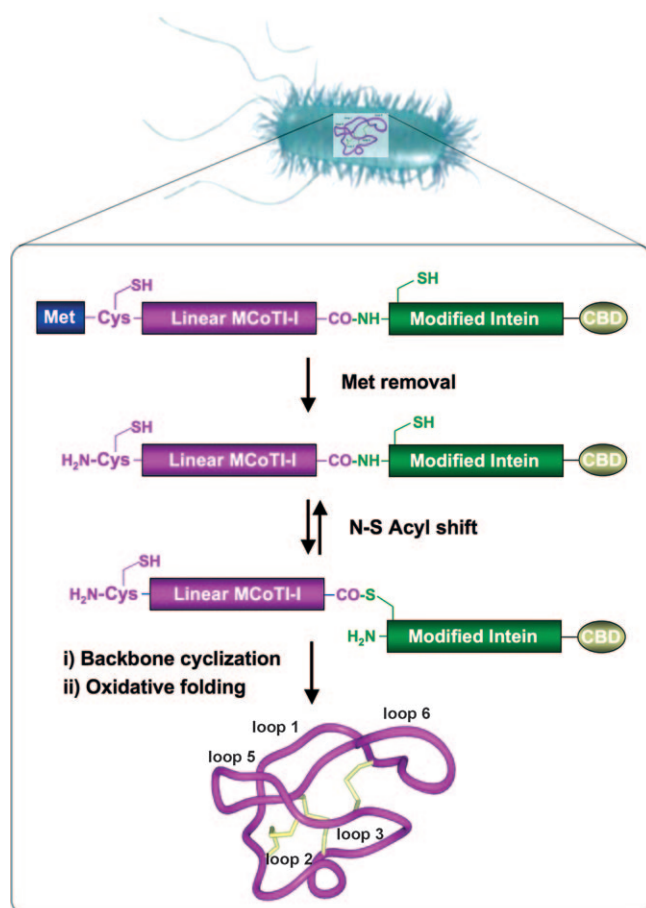 Met -Cys SH Linear MCoTI-I -CO-NH SH Modified Intein CBD
Met removal
H₂N-Cys SH Linear MCoTI-I -CO-NH SH Modified Intein CBD
N-S Acyl shift
H₂N-Cys SH Linear MCoTI-I -CO-S
H₂N Modified Intein CBD
i) Backbone cyclization
ii) Oxidative folding
loop 1
loop 6
loop 5
loop 3
loop 2